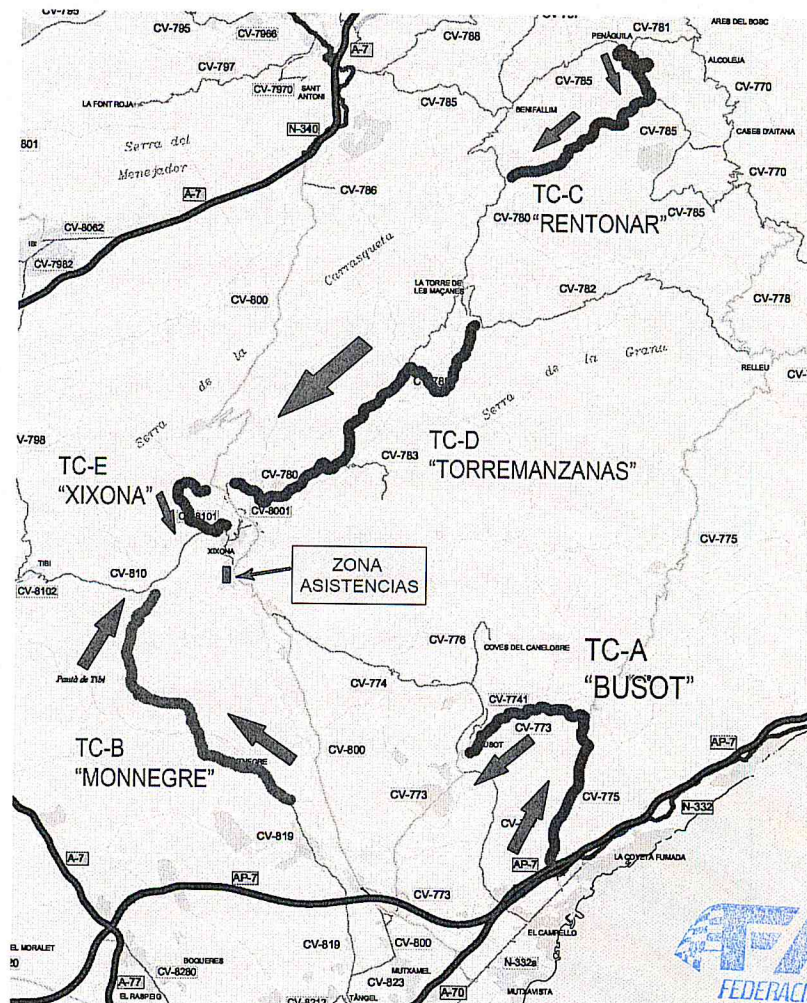 CV-795
CV-7966
CV-795
CV-788
CV-781
ARES DEL BOSC
PENÀGUILA
A-7
CV-797
CV-7970
SANT
ANTONI
ALCOLEJA
CV-785
CV-785
CV-770
LA FONT ROJA
BENIFALLIM
N-340
CASES D'AITANA
801
Serra del
Menejador
CV-785
A-7
CV-786
TC-C
"RENTONAR"
CV-770
CV-780
CV-785
CV-8062
IBI
CV-7982
Carrasqueta
LA TORRE DE
LES MAÇANES
CV-782
CV-800
CV-778
de la
Serra
Serra de la Grana
RELLEU
V-798
TC-D
"TORREMANZANAS"
CV-783
CV-780
TC-E
"XIXONA"
CV-8001
CV-775
XIXONA
TIBI
CV-810
CV-8102
ZONA
ASISTENCIAS
CV-776
COVES DEL CANELOBRE
TC-A
"BUSOT"
Pantà de Tibi
CV-774
CV-7741
CV-773
AP-7
TC-B
"MONNEGRE"
CV-800
CV-773
CV-775
N-332
CV-819
AP-7
LA COVETA FUMADA
A-7
AP-7
CV-773
EL CAMPELLO
EL MORALET
CV-819
CV-800
BOQUERES
CV-8280
MUTXAMEL
N-332a
A-77
CV-823
EL RASPEIG
TÀNGEL
A-70
MUTXAVISTA
CV-8212
FEDERAC